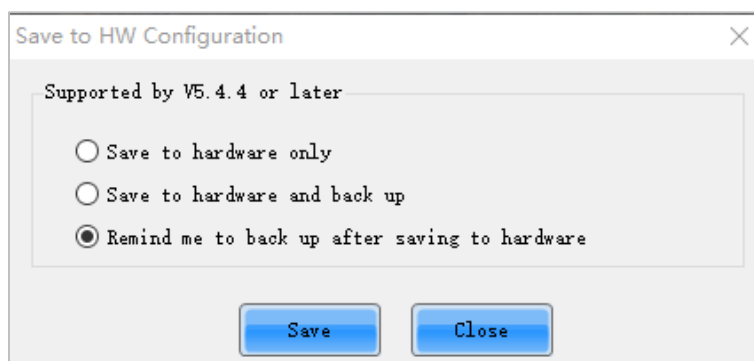 Save to HW Configuration
Supported by V5.4.4 or later
Save to hardware only
Save to hardware and back up
Remind me to back up after saving to hardware
Save Close